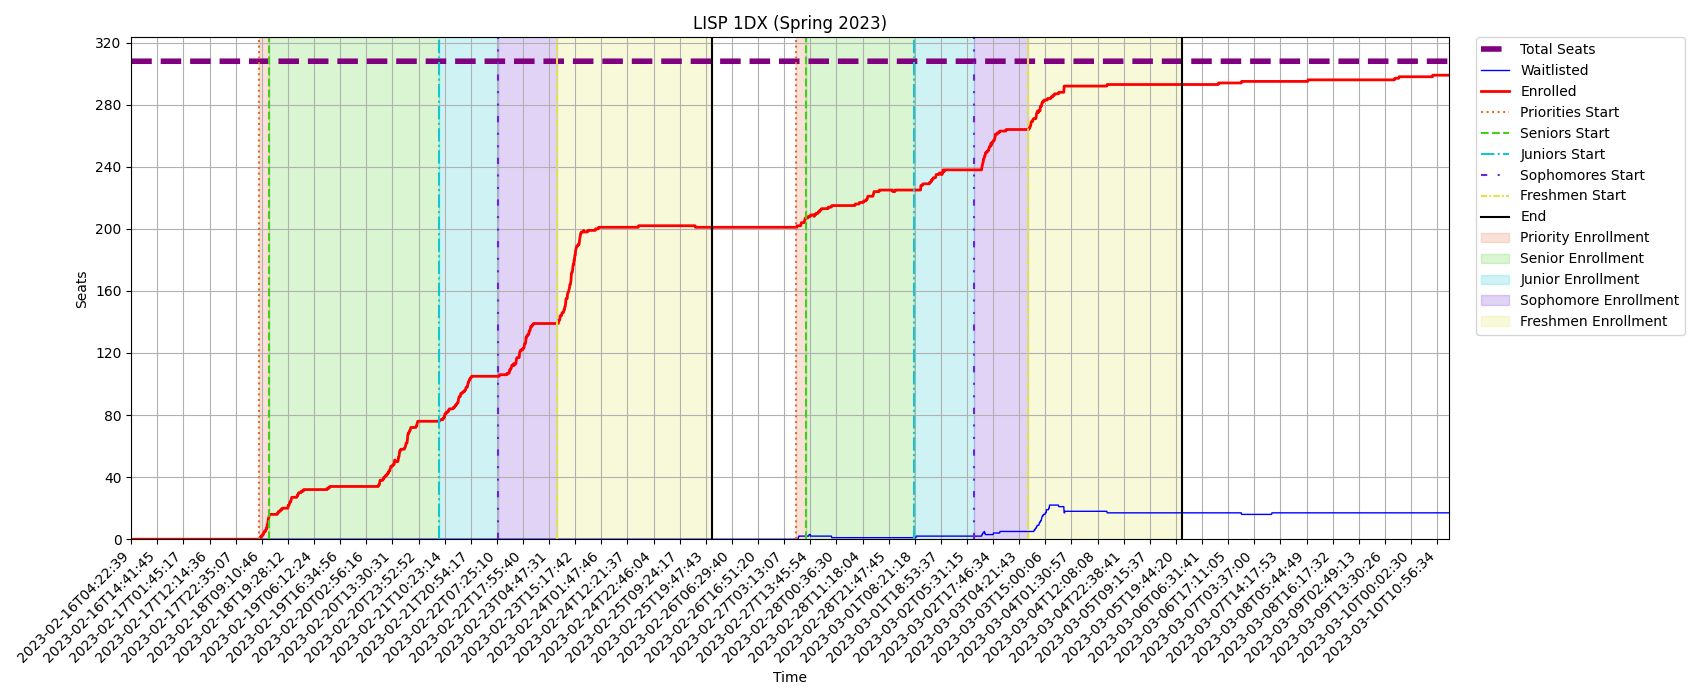 LISP 1DX (Spring 2023)
320
280
240
200
160
120
80
40
0
Seats
2023-02-16T04:22:39
2023-02-16T14:41:45
2023-02-17T01:45:17
2023-02-17T12:14:36
2023-02-17T22:35:07
2023-02-18T09:10:46
2023-02-18T19:28:12
2023-02-19T06:12:24
2023-02-19T16:34:56
2023-02-20T02:56:16
2023-02-20T13:30:31
2023-02-20T23:52:52
2023-02-21T10:23:14
2023-02-21T20:54:17
2023-02-22T07:25:10
2023-02-22T17:55:40
2023-02-23T04:47:31
2023-02-23T15:17:42
2023-02-24T01:47:46
2023-02-24T12:21:37
2023-02-24T22:46:04
2023-02-25T09:24:17
2023-02-25T19:47:43
2023-02-26T06:29:40
2023-02-26T16:51:20
2023-02-27T03:13:07
2023-02-27T13:45:54
2023-02-28T00:36:30
2023-02-28T11:18:04
2023-02-28T21:47:45
2023-03-01T08:21:18
2023-03-01T18:53:37
2023-03-02T05:31:15
2023-03-02T17:46:34
2023-03-03T04:21:43
2023-03-03T15:00:06
2023-03-04T01:30:57
2023-03-04T12:08:08
2023-03-04T22:38:41
2023-03-05T09:15:37
2023-03-05T19:44:20
2023-03-06T06:31:41
2023-03-06T17:11:05
2023-03-07T03:37:00
2023-03-07T14:17:53
2023-03-08T05:44:49
2023-03-08T16:17:32
2023-03-09T02:49:13
2023-03-09T13:30:26
2023-03-10T00:02:30
2023-03-10T10:56:34
Time
Total Seats
Waitlisted
Enrolled
Priorities Start
Seniors Start
Juniors Start
Sophomores Start
Freshmen Start
End
Priority Enrollment
Senior Enrollment
Junior Enrollment
Sophomore Enrollment
Freshmen Enrollment